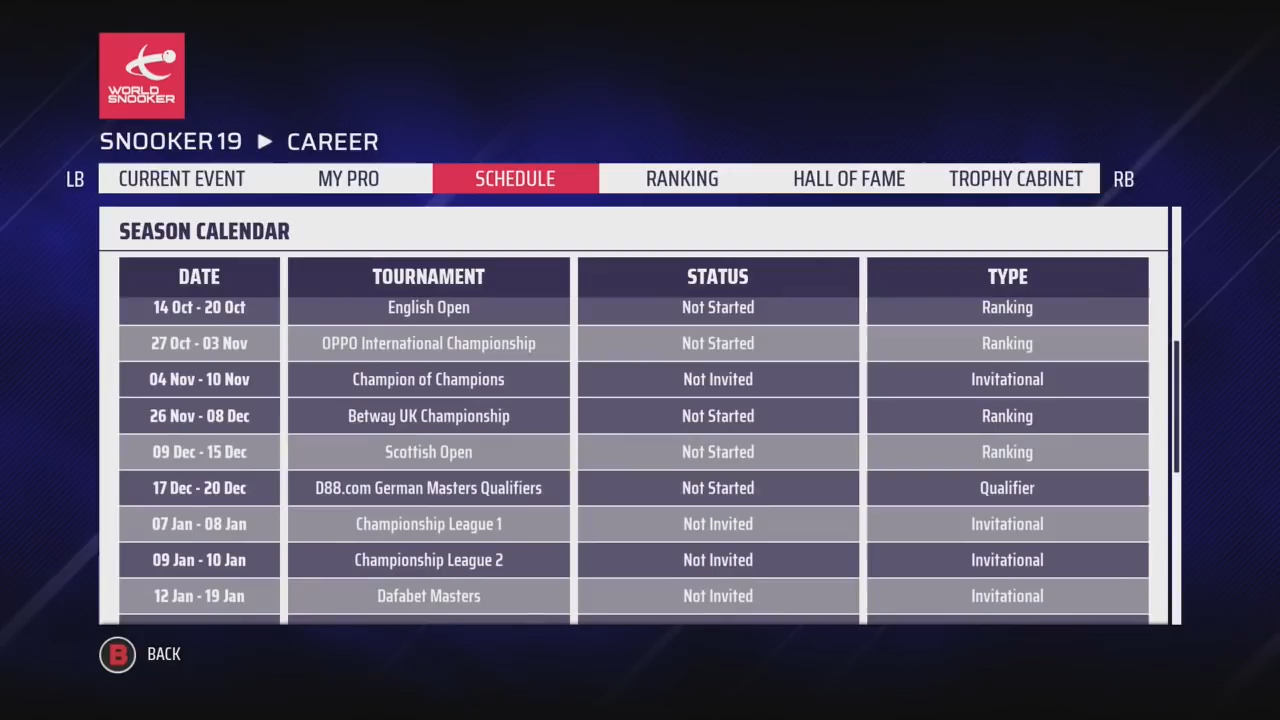 WORLD
SNOOKER
SNOOKER 19 ▶ CAREER
LB CURRENT EVENT MY PRO SCHEDULE RANKING HALL OF FAME TROPHY CABINET RB
SEASON CALENDAR
DATE TOURNAMENT STATUS TYPE
14 Oct - 20 Oct English Open Not Started Ranking
27 Oct - 03 Nov OPPO International Championship Not Started Ranking
04 Nov - 10 Nov Champion of Champions Not Invited Invitational
26 Nov - 08 Dec Betway UK Championship Not Started Ranking
09 Dec - 15 Dec Scottish Open Not Started Ranking
17 Dec - 20 Dec D88.com German Masters Qualifiers Not Started Qualifier
07 Jan - 08 Jan Championship League 1 Not Invited Invitational
09 Jan - 10 Jan Championship League 2 Not Invited Invitational
12 Jan - 19 Jan Dafabet Masters Not Invited Invitational
B BACK